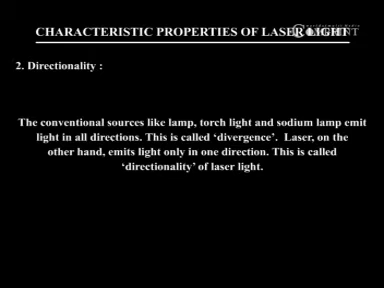 CHARACTERISTIC PROPERTIES OF LASER LIGHT
2. Directionality :
The conventional sources like lamp, torch light and sodium lamp emit
light in all directions. This is called ‘divergence’.  Laser, on the
other hand, emits light only in one direction. This is called
‘directionality’ of laser light.